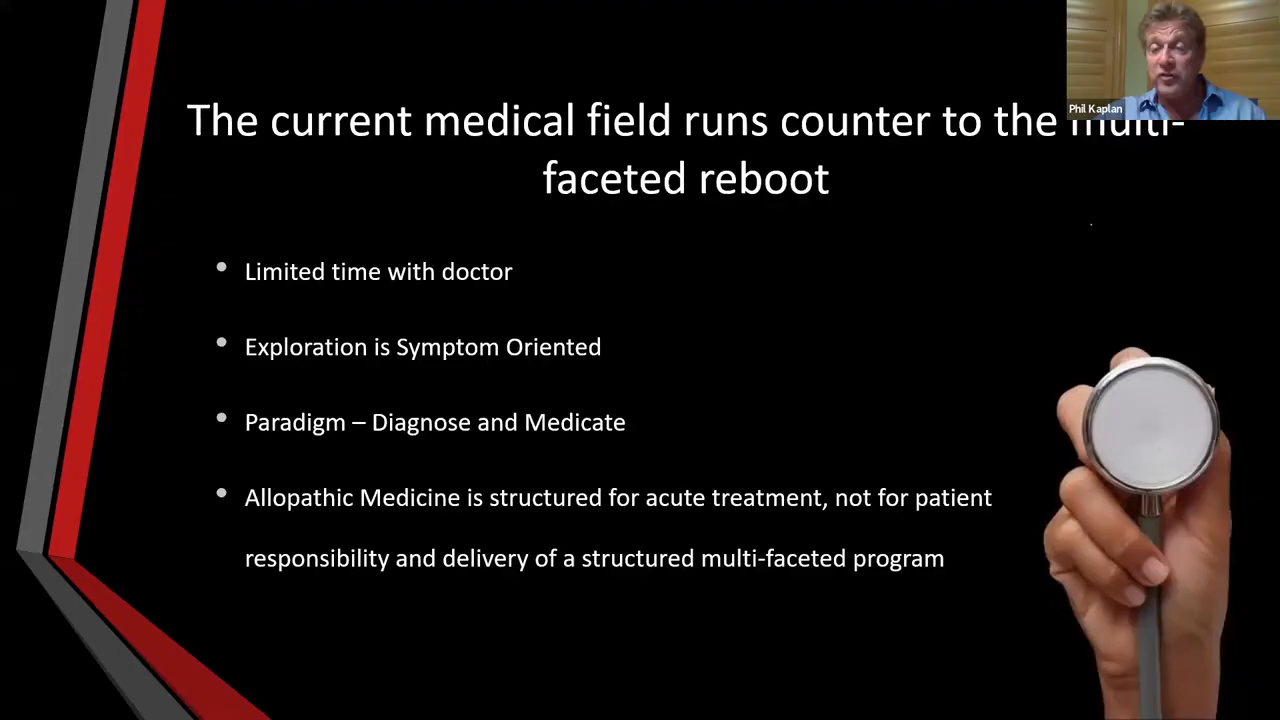 The current medical field runs counter to the multi-
faceted reboot
Phil Kaplan
• Limited time with doctor
• Exploration is Symptom Oriented
• Paradigm – Diagnose and Medicate
• Allopathic Medicine is structured for acute treatment, not for patient
responsibility and delivery of a structured multi-faceted program